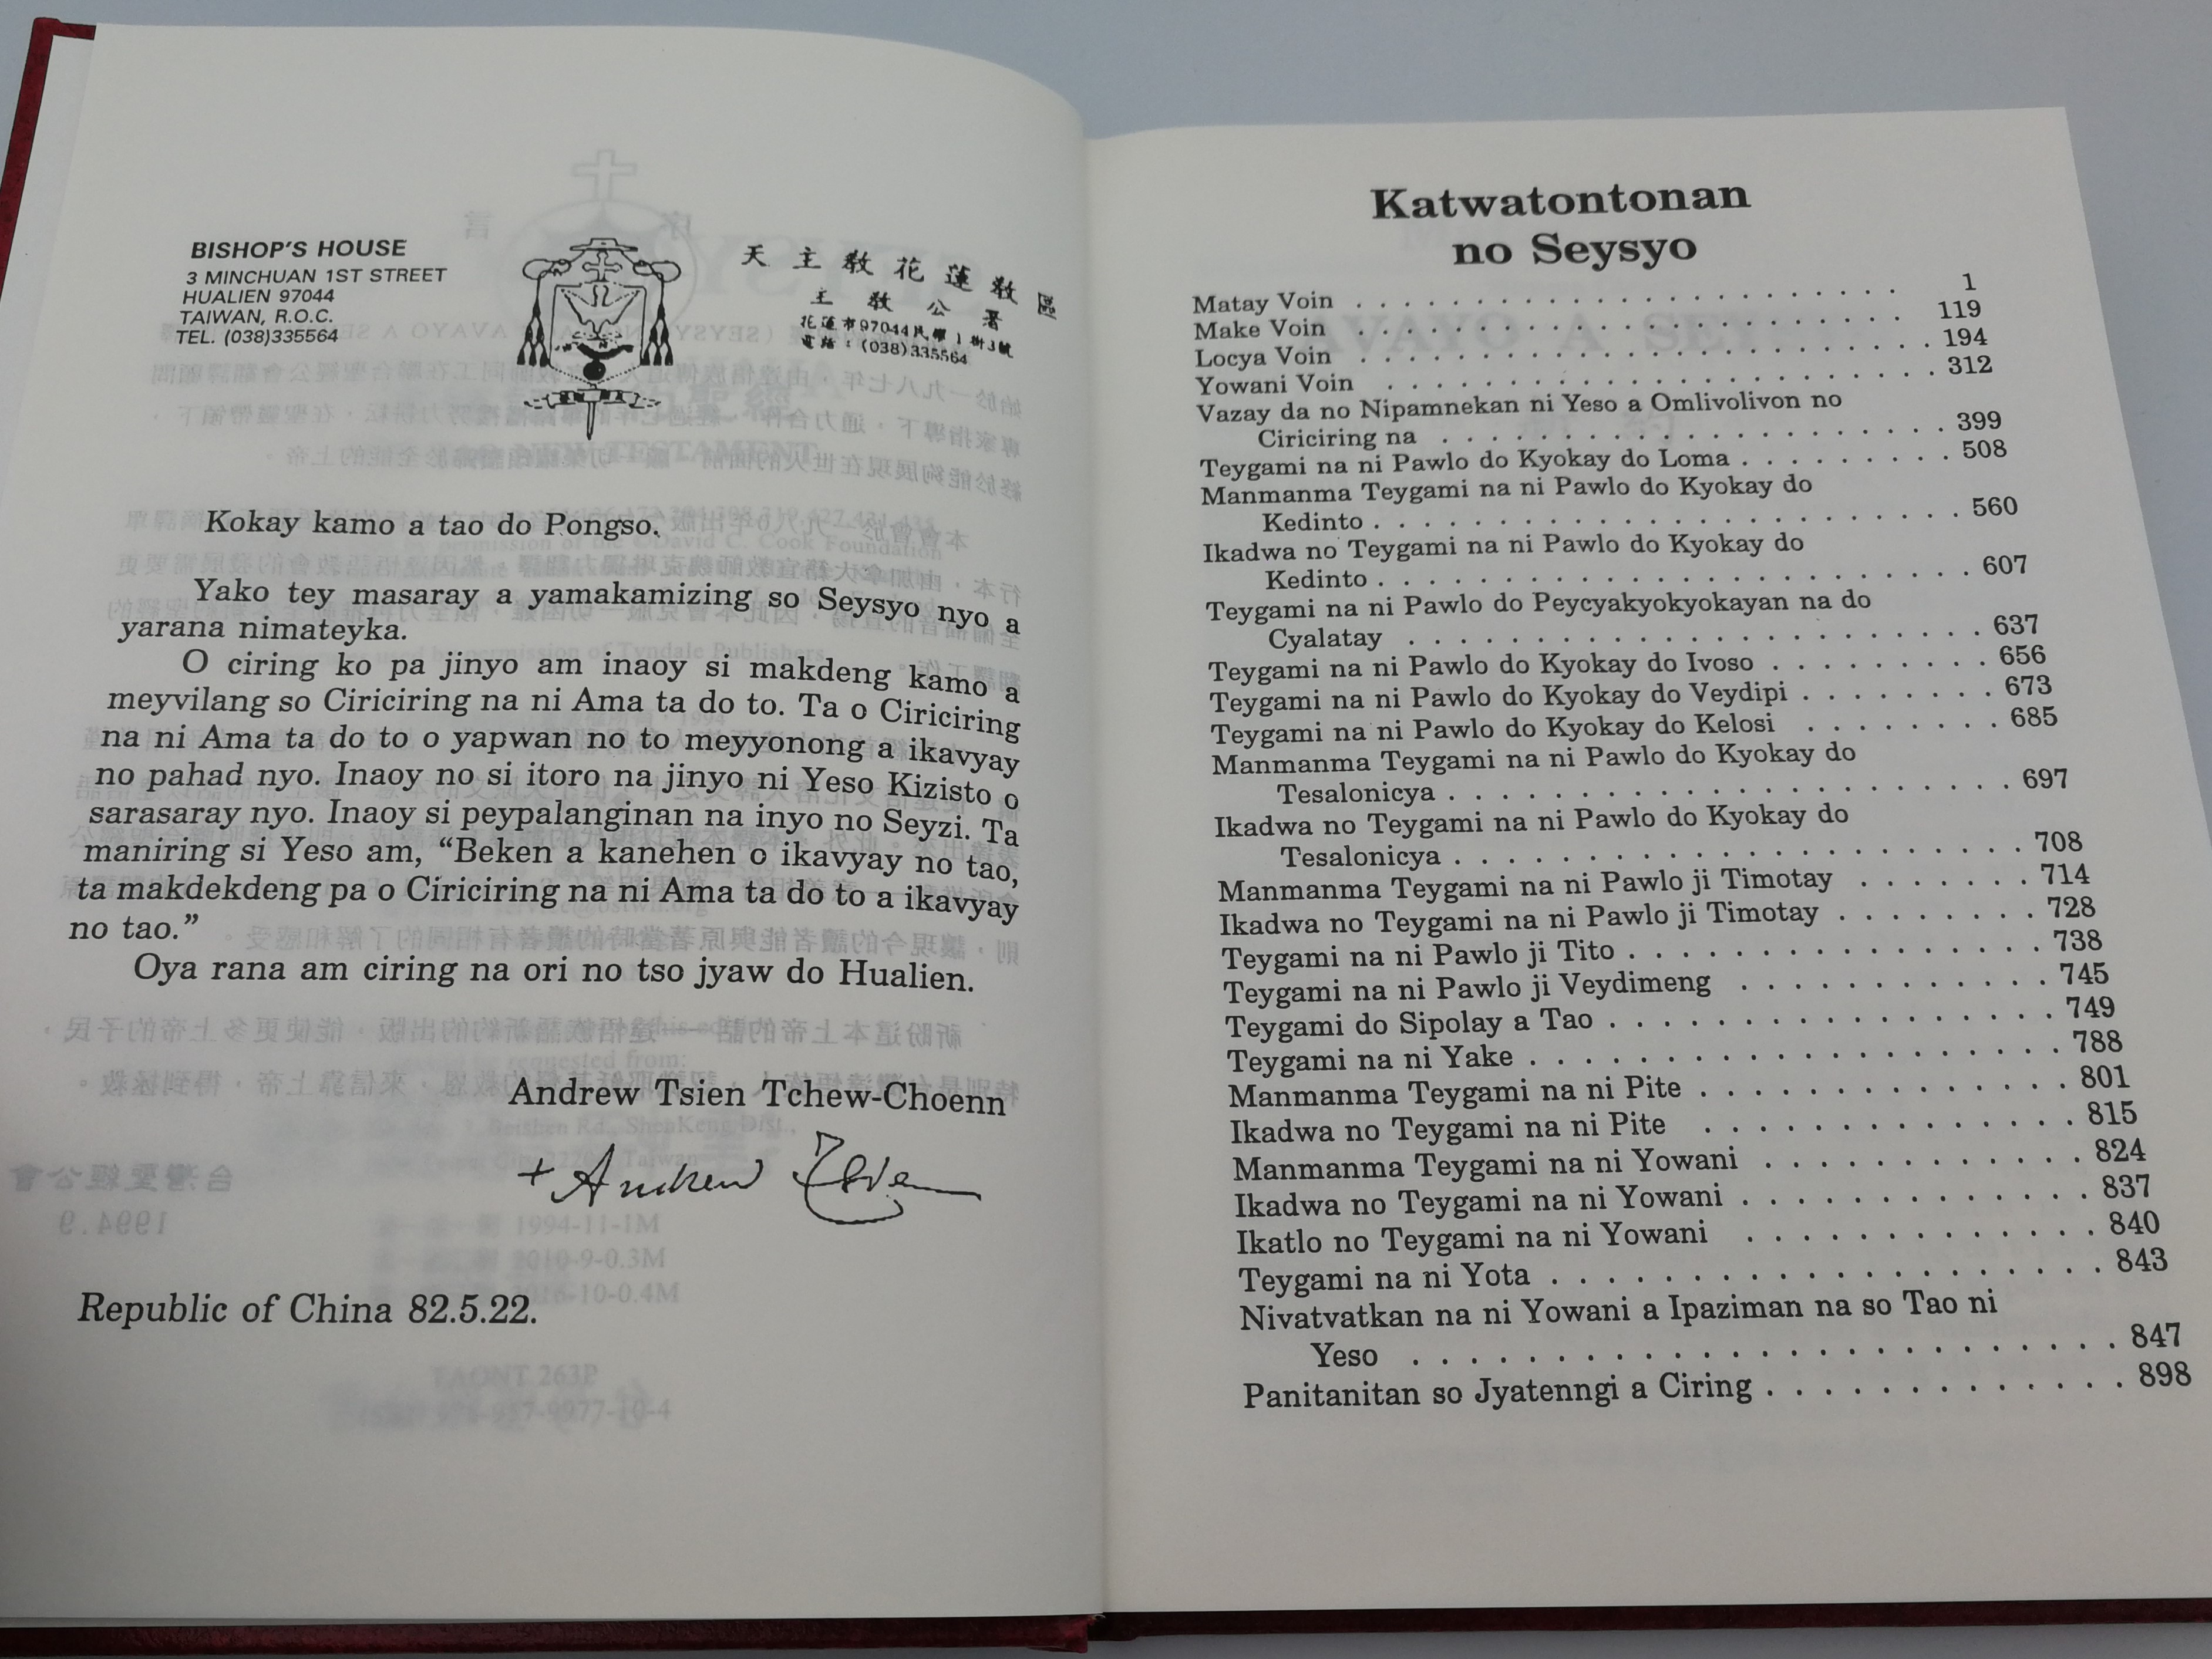 BISHOP'S HOUSE
3 MINCHUAN 1ST STREET
HUALIEN 97044
TAIWAN, R.O.C.
TEL. (038)335564
天主教花蓮教區
主教公署
花蓮市97044民權1街3號
電話：(038)335564
Kokay kamo a tao do Pongso.
Yako tey masaray a yamakamizing so Seysyo nyo a
yarana nimateyka.
O ciring ko pa jinyo am inaoy si makdeng kamo a
meyvilang so Ciriciring na ni Ama ta do to. Ta o Ciriciring
na ni Ama ta do to o yapwan no to meyyonong a ikavyay
no pahad nyo. Inaoy no si itoro na jinyo ni Yeso Kizisto o
sarasaray nyo. Inaoy si peypalanginan na inyo no Seyzi. Ta
maniring si Yeso am, “Beken a kanehen o ikavyay no tao,
ta makdekdeng pa o Ciriciring na ni Ama ta do to a ikavyay
no tao.”
Oya rana am ciring na ori no tso jyaw do Hualien.
Andrew Tsien Tchew-Choenn
+ Andrew Tsien
Republic of China 82.5.22.
Katwatontonan
no Seysyo
Matay Voin . . . . . . . . . . . . . . . . . . . . . . 1
Make Voin . . . . . . . . . . . . . . . . . . . . . . 119
Locya Voin . . . . . . . . . . . . . . . . . . . . . . 194
Yowani Voin . . . . . . . . . . . . . . . . . . . . . 312
Vazay da no Nipamnekan ni Yeso a Omlivolivon no
Ciriciring na . . . . . . . . . . . . . . . . . . . . 399
Teygami na ni Pawlo do Kyokay do Loma . . . . . . . . . 508
Manmanma Teygami na ni Pawlo do Kyokay do
Kedinto . . . . . . . . . . . . . . . . . . . . . . 560
Ikadwa no Teygami na ni Pawlo do Kyokay do
Kedinto . . . . . . . . . . . . . . . . . . . . . . 607
Teygami na ni Pawlo do Peycyakyokyokayan na do
Cyalatay . . . . . . . . . . . . . . . . . . . . . 637
Teygami na ni Pawlo do Kyokay do Ivoso . . . . . . . . . 656
Teygami na ni Pawlo do Kyokay do Veydipi . . . . . . . . 673
Teygami na ni Pawlo do Kyokay do Kelosi . . . . . . . . 685
Manmanma Teygami na ni Pawlo do Kyokay do
Tesalonicya . . . . . . . . . . . . . . . . . . . . 697
Ikadwa no Teygami na ni Pawlo do Kyokay do
Tesalonicya . . . . . . . . . . . . . . . . . . . . 708
Manmanma Teygami na ni Pawlo ji Timotay . . . . . . . 714
Ikadwa no Teygami na ni Pawlo ji Timotay . . . . . . . . 728
Teygami na ni Pawlo ji Tito . . . . . . . . . . . . . . . 738
Teygami na ni Pawlo ji Veydimeng . . . . . . . . . . . . 745
Teygami do Sipolay a Tao . . . . . . . . . . . . . . . . 749
Teygami na ni Yake . . . . . . . . . . . . . . . . . . . 788
Manmanma Teygami na ni Pite . . . . . . . . . . . . . . 801
Ikadwa no Teygami na ni Pite . . . . . . . . . . . . . . 815
Manmanma Teygami na ni Yowani . . . . . . . . . . . . 824
Ikadwa no Teygami na ni Yowani . . . . . . . . . . . . . 837
Ikatlo no Teygami na ni Yowani . . . . . . . . . . . . . 840
Teygami na ni Yota . . . . . . . . . . . . . . . . . . . 843
Nivatvatkan na ni Yowani a Ipaziman na so Tao ni
Yeso . . . . . . . . . . . . . . . . . . . . . . . . 847
Panitanitan so Jyatenngi a Ciring . . . . . . . . . . . . . 898